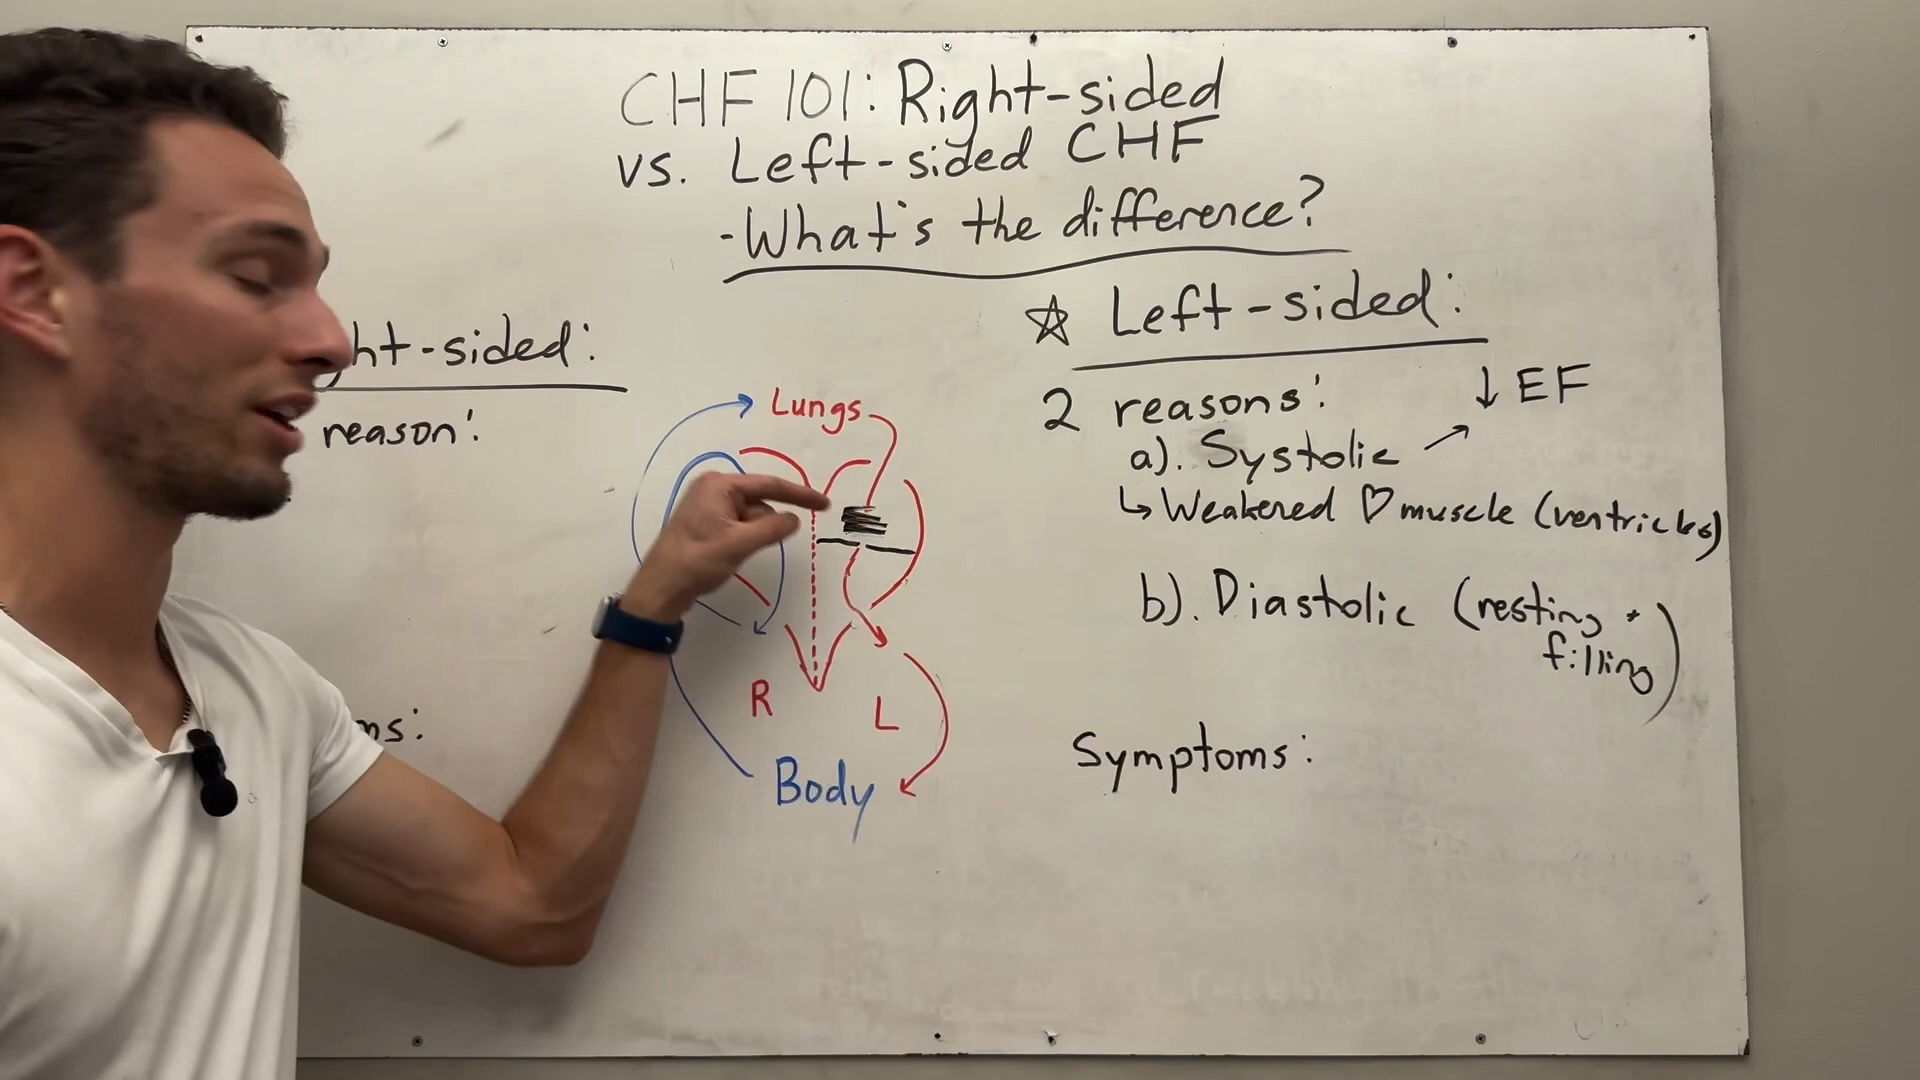 CHF 101: Right-sided
vs. Left-sided CHF
-What's the difference?
ht-sided:
reason:
ns:
Lungs
R
L
Body
☆ Left-sided:
2 reasons:
↓ EF
a). Systolic ↗
↳ Weakened ♡ muscle (ventricles)
b). Diastolic (resting +
filling)
Symptoms: